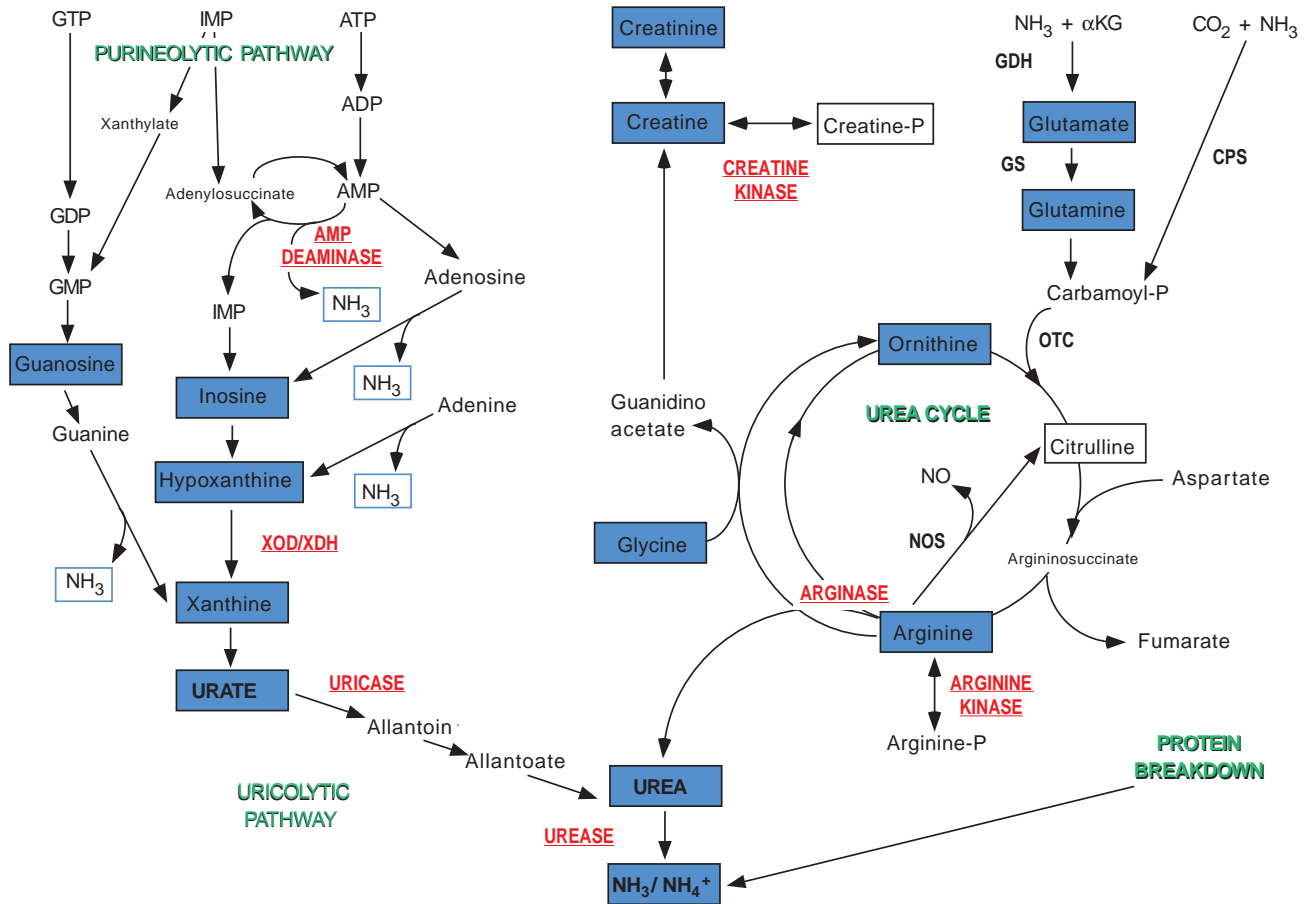 GTP
IMP
ATP
PURINEOLYTIC PATHWAY
ADP
Xanthylate
Adenylosuccinate
AMP
GDP
AMP
DEAMINASE
GMP
Adenosine
NH3
IMP
Guanosine
Inosine
NH3
Guanine
Adenine
Hypoxanthine
NH3
XOD/XDH
NH3
Xanthine
URATE
URICASE
Allantoin
Allantoate
URICOLYTIC
PATHWAY
Creatinine
Creatine
Creatine-P
CREATINE
KINASE
NH3 + αKG
CO2 + NH3
GDH
Glutamate
GS
CPS
Glutamine
Carbamoyl-P
OTC
Ornithine
Guanidino
acetate
UREA CYCLE
Citrulline
NO
Aspartate
NOS
Glycine
Argininosuccinate
ARGINASE
Arginine
Fumarate
ARGININE
KINASE
Arginine-P
PROTEIN
BREAKDOWN
UREA
UREASE
NH3/ NH4+